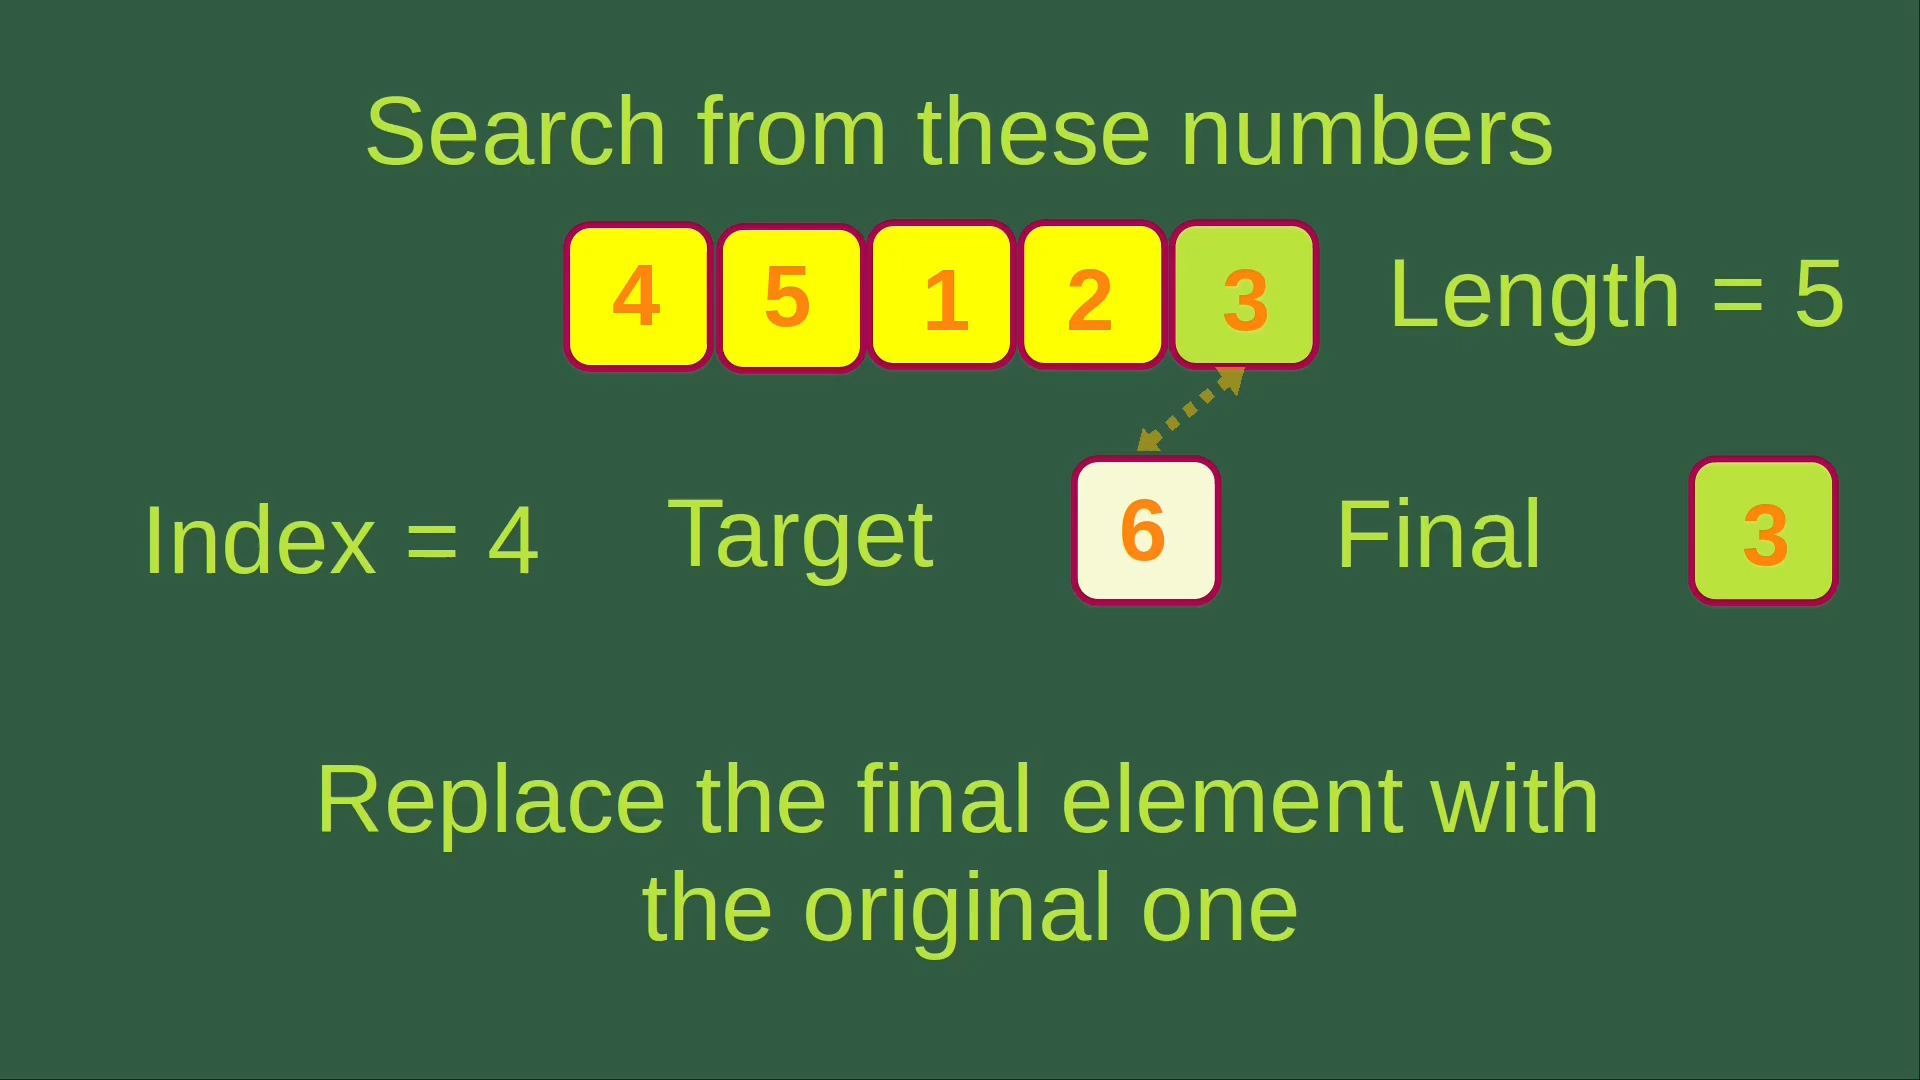 Search from these numbers
4 5 1 2 3 Length = 5
Index = 4 Target 6 Final 3
Replace the final element with
the original one